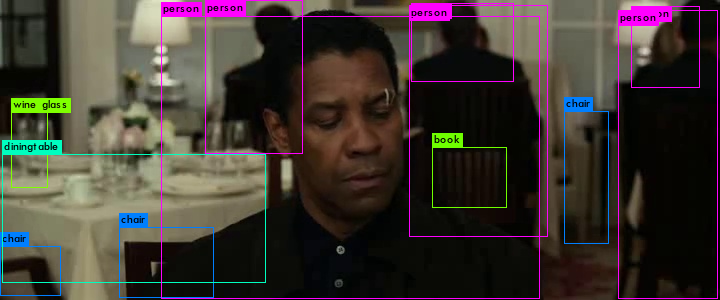 person
person
person
person
wine glass
chair
book
diningtable
chair
chair